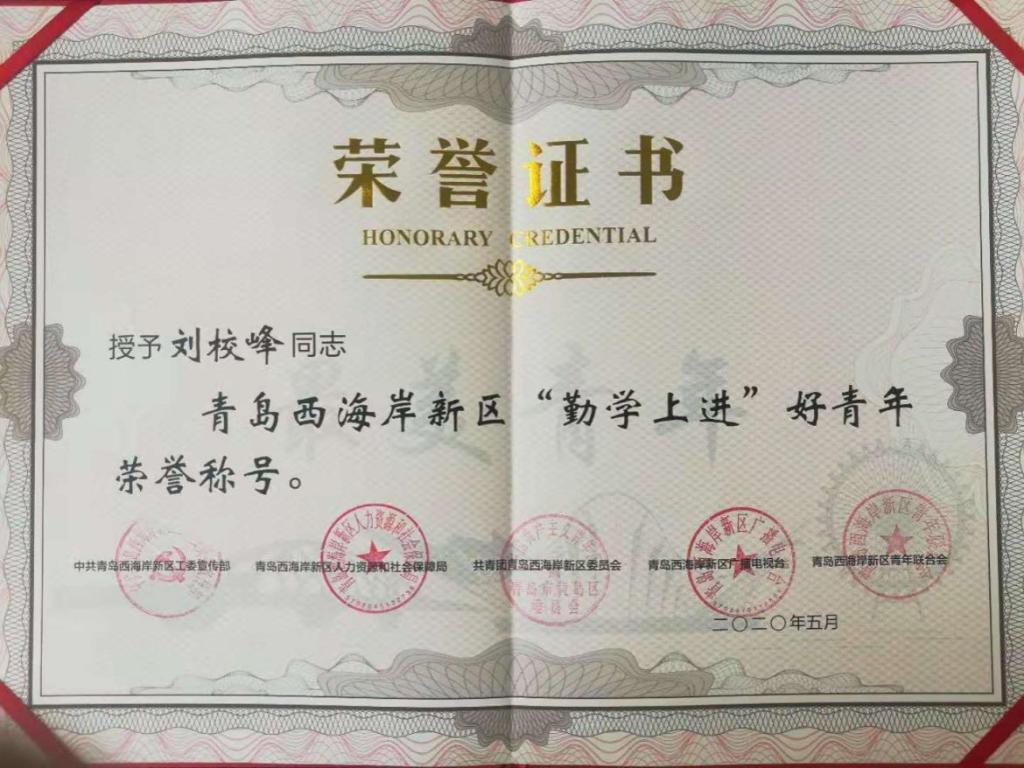 荣誉证书
HONORARY CREDENTIAL
授予刘校峰同志
青岛西海岸新区“勤学上进”好青年
荣誉称号。
中共青岛西海岸新区工委宣传部 青岛西海岸新区人力资源和社会保障局 共青团青岛西海岸新区委员会 青岛西海岸新区广播电视台 青岛西海岸新区青年联合会
二〇二〇年五月